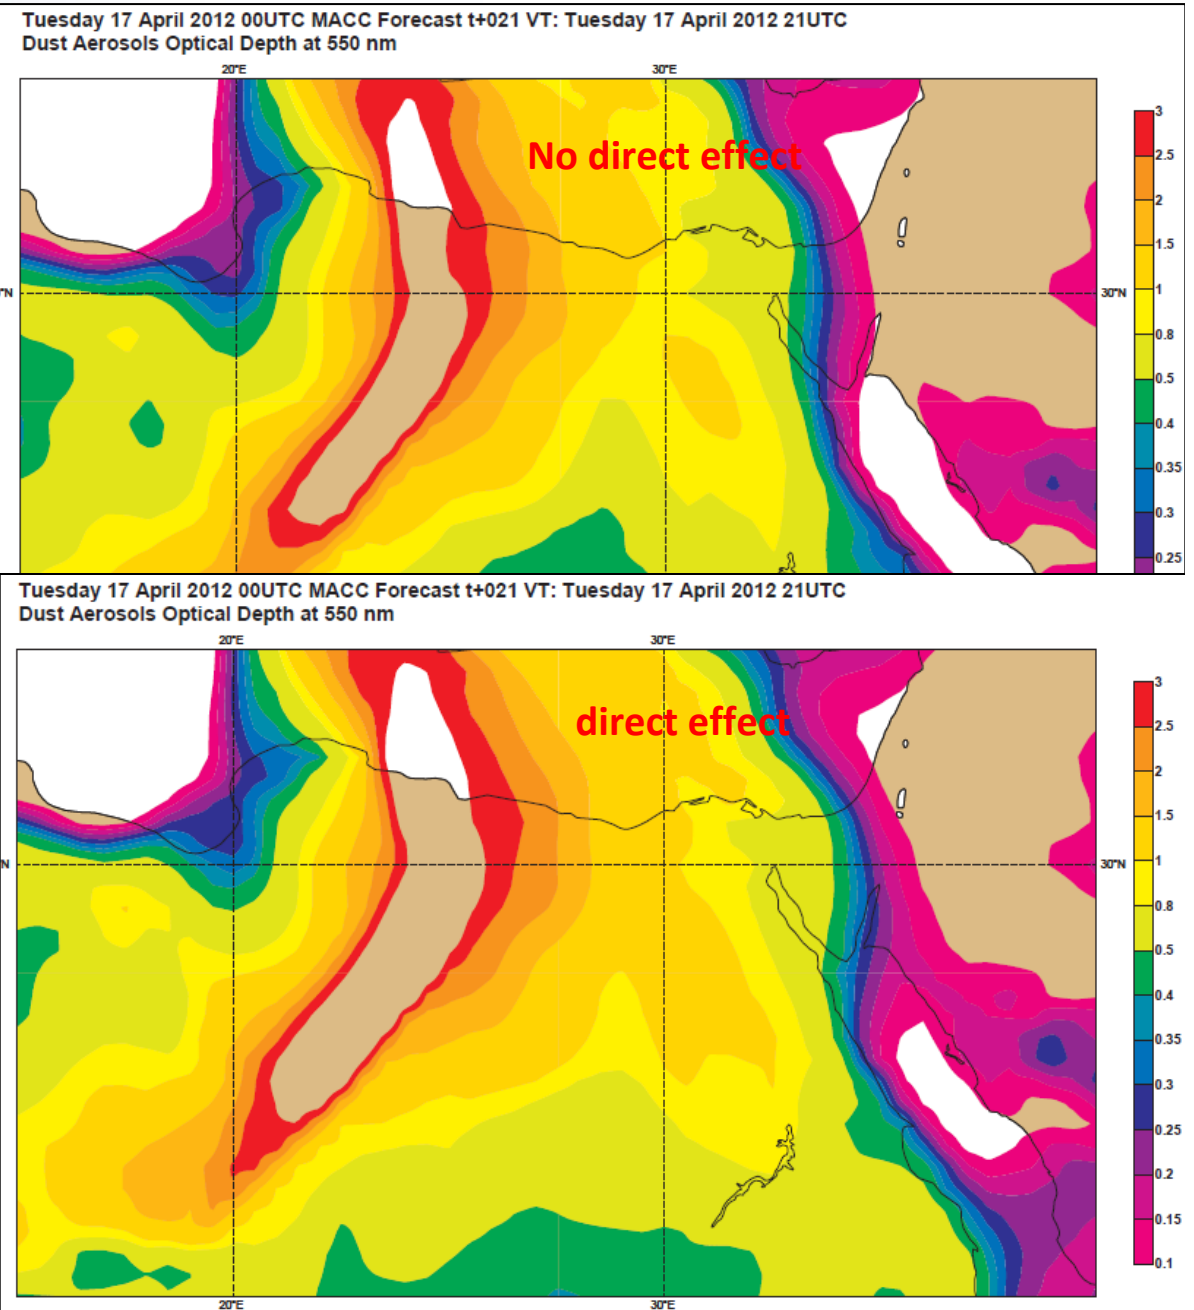 Tuesday 17 April 2012 00UTC MACC Forecast t+021 VT: Tuesday 17 April 2012 21UTC
Dust Aerosols Optical Depth at 550 nm
20°E 30°E
No direct effect
°N 30°N
3
2.5
2
1.5
1
0.8
0.5
0.4
0.35
0.3
0.25
Tuesday 17 April 2012 00UTC MACC Forecast t+021 VT: Tuesday 17 April 2012 21UTC
Dust Aerosols Optical Depth at 550 nm
20°E 30°E
direct effect
N 30°N
3
2.5
2
1.5
1
0.8
0.5
0.4
0.35
0.3
0.25
0.2
0.15
0.1
20°E 30°E